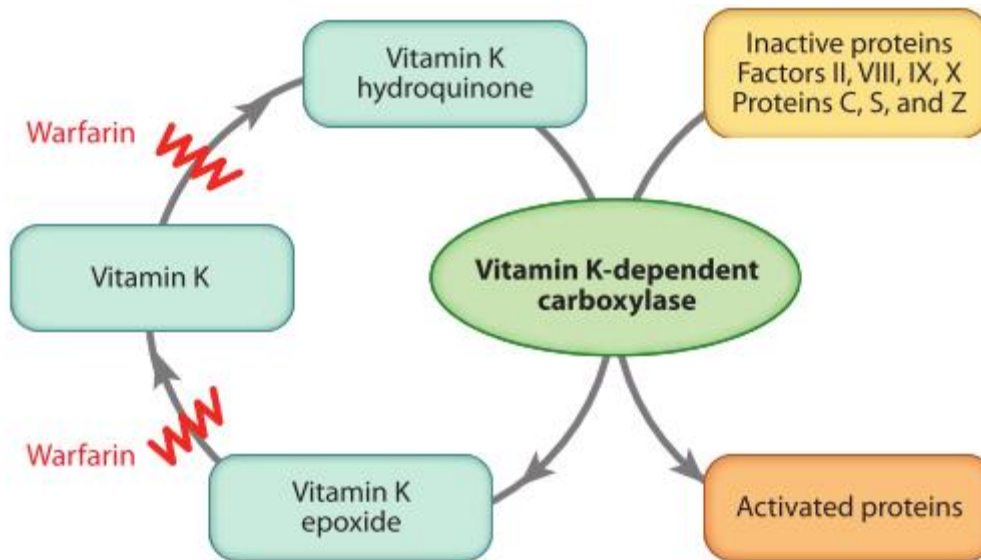 Vitamin K
hydroquinone
Inactive proteins
Factors II, VIII, IX, X
Proteins C, S, and Z
Warfarin
Vitamin K
Vitamin K-dependent
carboxylase
Warfarin
Vitamin K
epoxide
Activated proteins